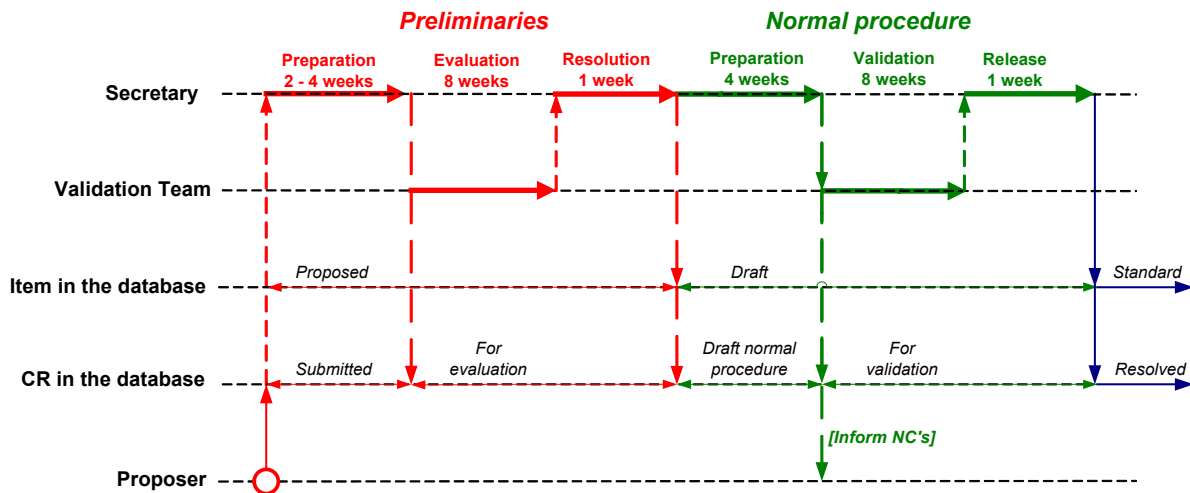 Preliminaries
Normal procedure
Preparation
2 - 4 weeks
Evaluation
8 weeks
Resolution
1 week
Preparation
4 weeks
Validation
8 weeks
Release
1 week
Secretary
Validation Team
Proposed
Draft
Standard
Item in the database
Submitted
For
evaluation
Draft normal
procedure
For
validation
Resolved
CR in the database
[Inform NC's]
Proposer